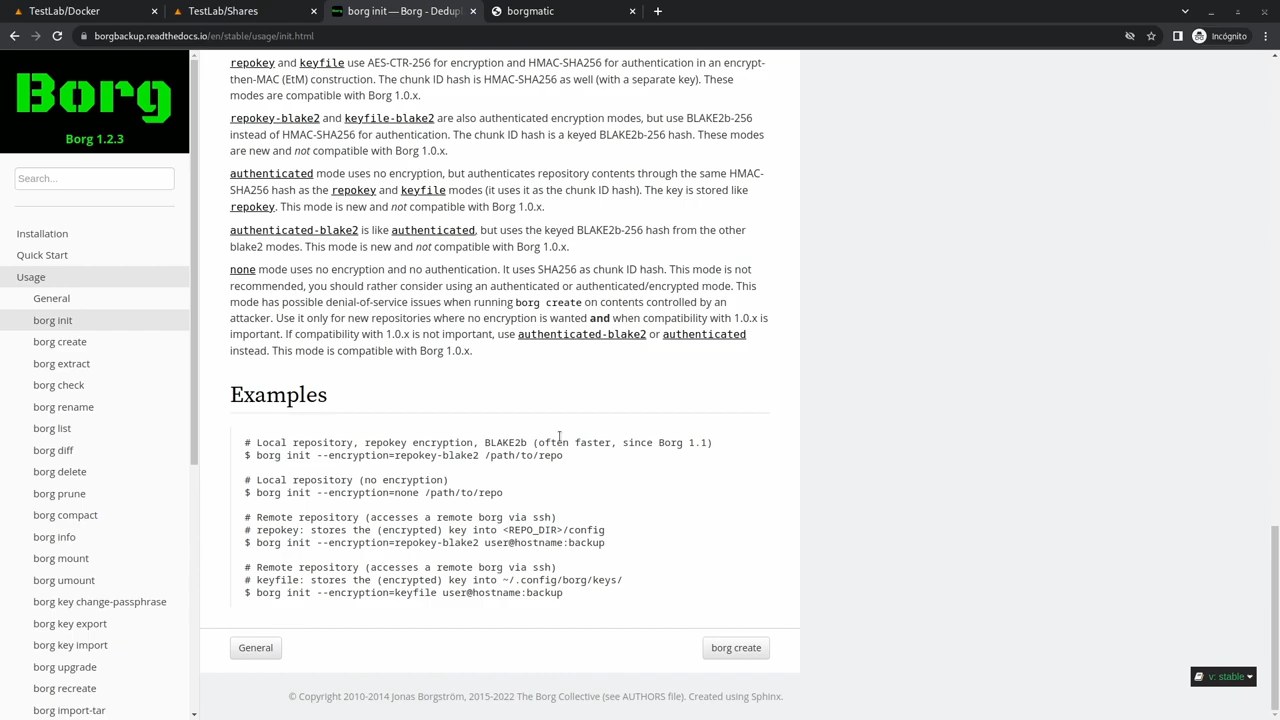 TestLab/Docker
TestLab/Shares
borg init — Borg - Dedupl
borgmatic
borgbackup.readthedocs.io/en/stable/usage/init.html
Incógnito
Borg
Borg 1.2.3
Search...
Installation
Quick Start
Usage
General
borg init
borg create
borg extract
borg check
borg rename
borg list
borg diff
borg delete
borg prune
borg compact
borg info
borg mount
borg umount
borg key change-passphrase
borg key export
borg key import
borg upgrade
borg recreate
borg import-tar
repokey and keyfile use AES-CTR-256 for encryption and HMAC-SHA256 for authentication in an encrypt-
then-MAC (EtM) construction. The chunk ID hash is HMAC-SHA256 as well (with a separate key). These
modes are compatible with Borg 1.0.x.
repokey-blake2 and keyfile-blake2 are also authenticated encryption modes, but use BLAKE2b-256
instead of HMAC-SHA256 for authentication. The chunk ID hash is a keyed BLAKE2b-256 hash. These modes
are new and not compatible with Borg 1.0.x.
authenticated mode uses no encryption, but authenticates repository contents through the same HMAC-
SHA256 hash as the repokey and keyfile modes (it uses it as the chunk ID hash). The key is stored like
repokey. This mode is new and not compatible with Borg 1.0.x.
authenticated-blake2 is like authenticated, but uses the keyed BLAKE2b-256 hash from the other
blake2 modes. This mode is new and not compatible with Borg 1.0.x.
none mode uses no encryption and no authentication. It uses SHA256 as chunk ID hash. This mode is not
recommended, you should rather consider using an authenticated or authenticated/encrypted mode. This
mode has possible denial-of-service issues when running borg create on contents controlled by an
attacker. Use it only for new repositories where no encryption is wanted and when compatibility with 1.0.x is
important. If compatibility with 1.0.x is not important, use authenticated-blake2 or authenticated
instead. This mode is compatible with Borg 1.0.x.
Examples
# Local repository, repokey encryption, BLAKE2b (often faster, since Borg 1.1)
$ borg init --encryption=repokey-blake2 /path/to/repo
# Local repository (no encryption)
$ borg init --encryption=none /path/to/repo
# Remote repository (accesses a remote borg via ssh)
# repokey: stores the (encrypted) key into <REPO_DIR>/config
$ borg init --encryption=repokey-blake2 user@hostname:backup
# Remote repository (accesses a remote borg via ssh)
# keyfile: stores the (encrypted) key into ~/.config/borg/keys/
$ borg init --encryption=keyfile user@hostname:backup
General
borg create
© Copyright 2010-2014 Jonas Borgström, 2015-2022 The Borg Collective (see AUTHORS file). Created using Sphinx.
v: stable